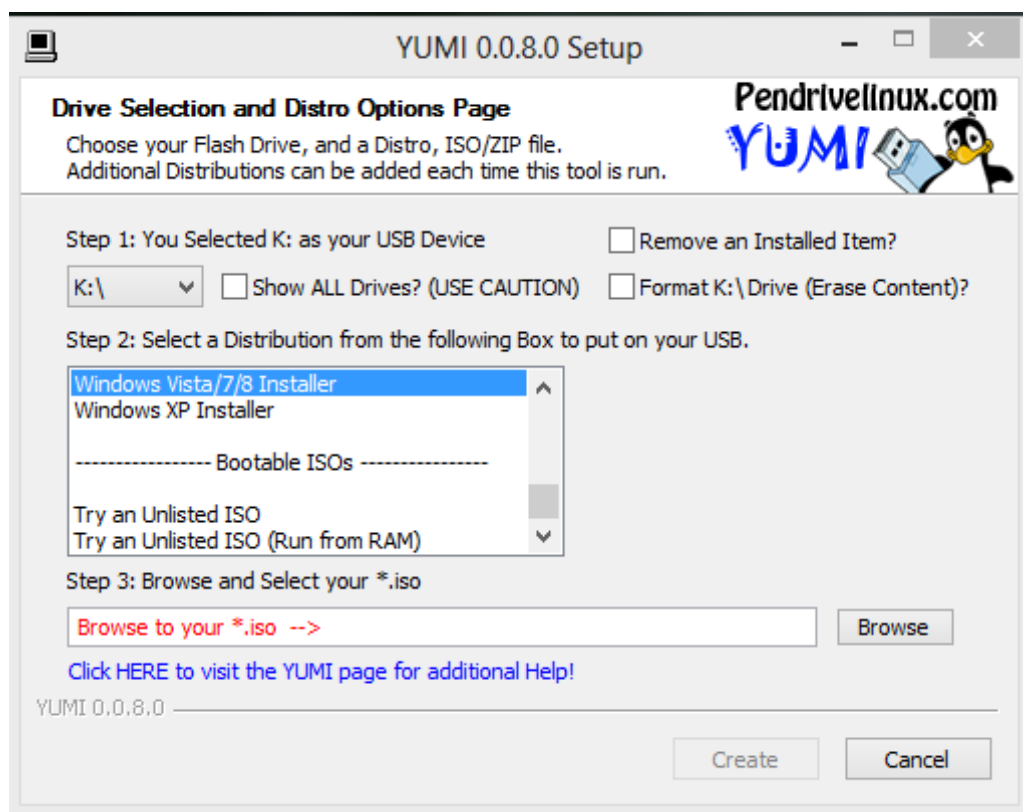 YUMI 0.0.8.0 Setup
Drive Selection and Distro Options Page
Choose your Flash Drive, and a Distro, ISO/ZIP file.
Additional Distributions can be added each time this tool is run.
Pendrivelinux.com
YUMI
Step 1: You Selected K: as your USB Device
Remove an Installed Item?
K:\
Show ALL Drives? (USE CAUTION)
Format K:\ Drive (Erase Content)?
Step 2: Select a Distribution from the following Box to put on your USB.
Windows Vista/7/8 Installer
Windows XP Installer
----------------- Bootable ISOs ----------------
Try an Unlisted ISO
Try an Unlisted ISO (Run from RAM)
Step 3: Browse and Select your *.iso
Browse to your *.iso -->
Browse
Click HERE to visit the YUMI page for additional Help!
YUMI 0.0.8.0
Create
Cancel